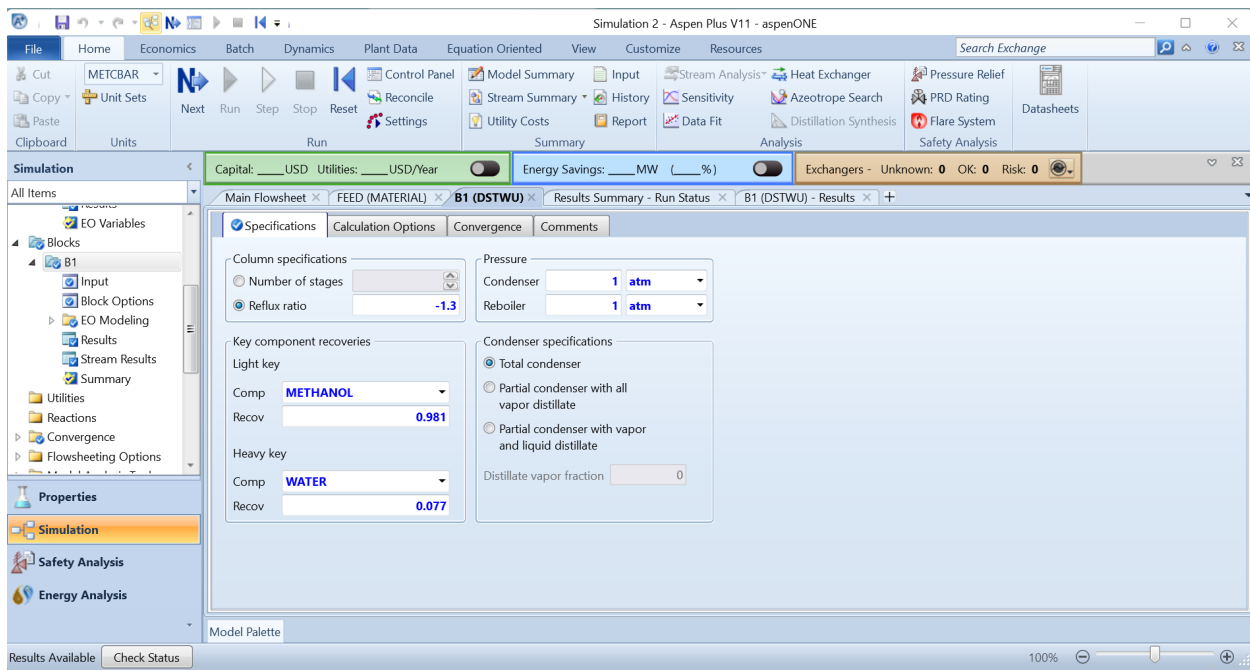 Simulation 2 - Aspen Plus V11 - aspenONE
File Home Economics Batch Dynamics Plant Data Equation Oriented View Customize Resources Search Exchange
Cut METCBAR Control Panel Model Summary Input Stream Analysis Heat Exchanger Pressure Relief
Copy Unit Sets Next Run Step Stop Reset Reconcile Stream Summary History Sensitivity Azeotrope Search PRD Rating Datasheets
Paste Settings Utility Costs Report Data Fit Distillation Synthesis Flare System
Clipboard Units Run Summary Analysis Safety Analysis
Simulation Capital: ____USD Utilities: ____USD/Year Energy Savings: ____MW (____%) Exchangers - Unknown: 0 OK: 0 Risk: 0
All Items Main Flowsheet FEED (MATERIAL) B1 (DSTWU) Results Summary - Run Status B1 (DSTWU) - Results +
Results
EO Variables
Blocks
B1
Input
Block Options
EO Modeling
Results
Stream Results
Summary
Utilities
Reactions
Convergence
Flowsheeting Options
Properties
Simulation
Safety Analysis
Energy Analysis
Specifications Calculation Options Convergence Comments
Column specifications
Number of stages
Reflux ratio -1.3
Pressure
Condenser 1 atm
Reboiler 1 atm
Key component recoveries
Light key
Comp METHANOL
Recov 0.981
Heavy key
Comp WATER
Recov 0.077
Condenser specifications
Total condenser
Partial condenser with all
vapor distillate
Partial condenser with vapor
and liquid distillate
Distillate vapor fraction 0
Model Palette
Results Available Check Status 100%